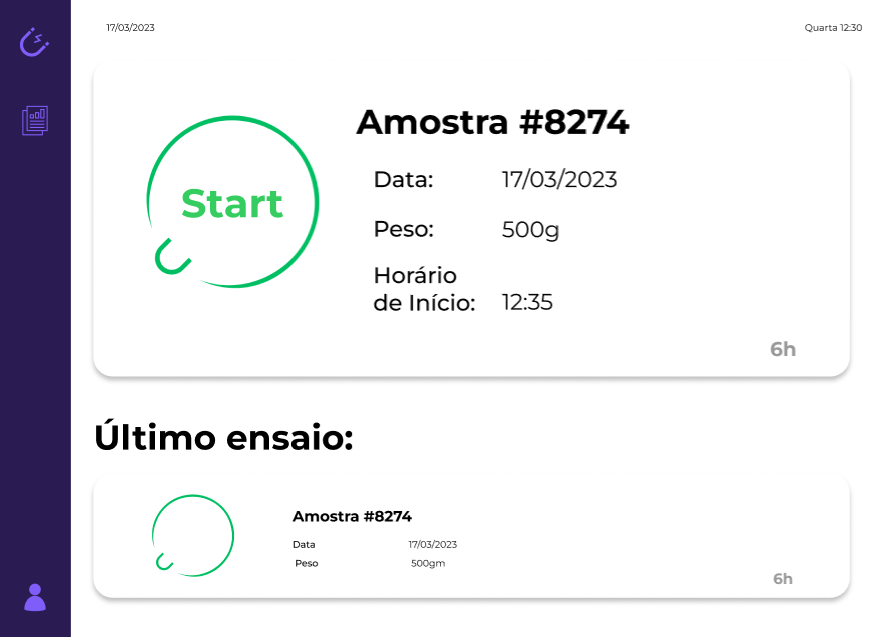 17/03/2023
Quarta 12:30
Start
Amostra #8274
Data: 17/03/2023
Peso: 500g
Horário
de Início: 12:35
6h
Último ensaio:
Amostra #8274
Data 17/03/2023
Peso 500gm
6h